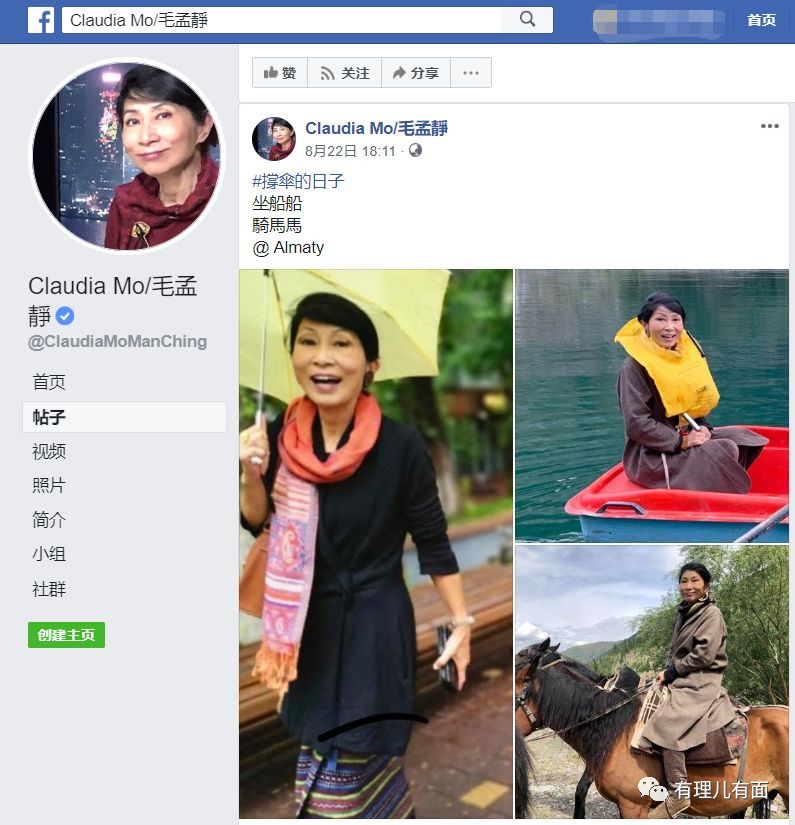 f
Claudia Mo/毛孟靜
首页
赞
关注
分享
Claudia Mo/毛孟靜
8月22日 18:11
#撐傘的日子
坐船船
騎馬馬
@ Almaty
Claudia Mo/毛孟
靜
@ClaudiaMoManChing
首页
帖子
视频
照片
简介
小组
社群
创建主页
有理儿有面